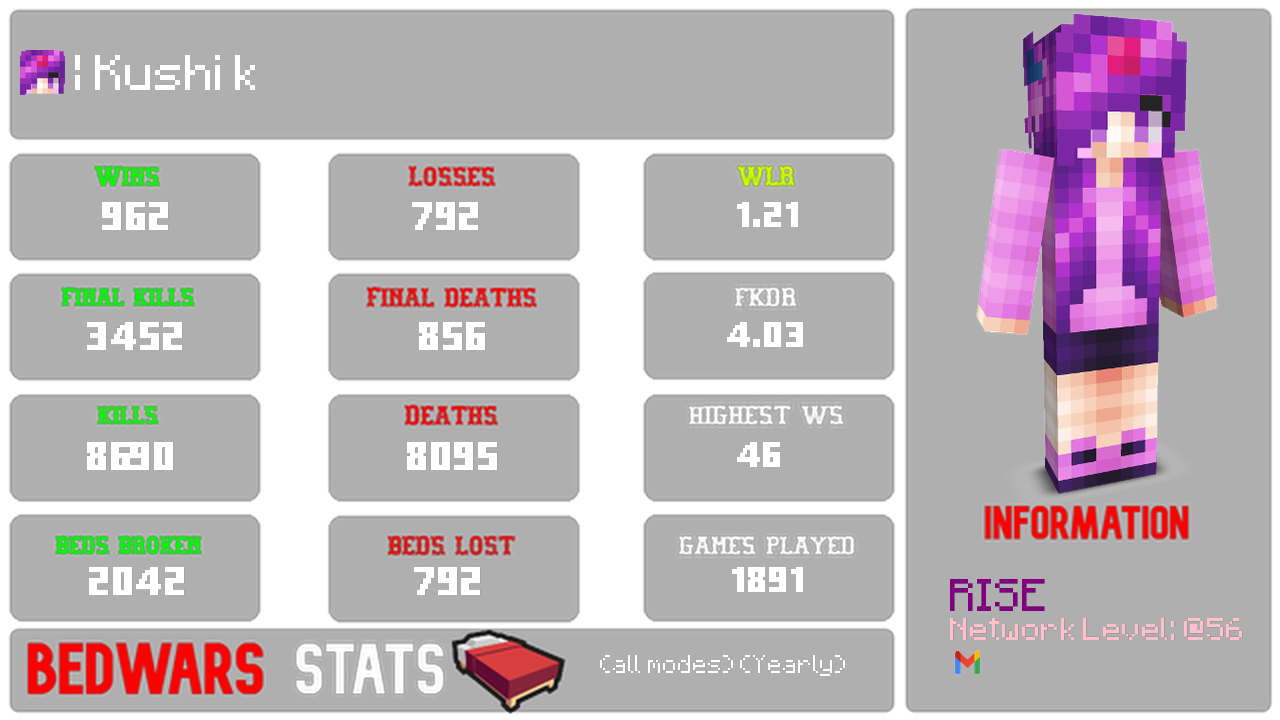 ¦ Kushik
WINS
962
LOSSES
792
WLR
1.21
FINAL KILLS
3452
FINAL DEATHS
856
FKDR
4.03
KILLS
8690
DEATHS
8095
HIGHEST WS
46
BEDS BROKEN
2042
BEDS LOST
792
GAMES PLAYED
1891
BEDWARS STATS
(all modes) (Yearly)
INFORMATION
RISE
Network Level: @56